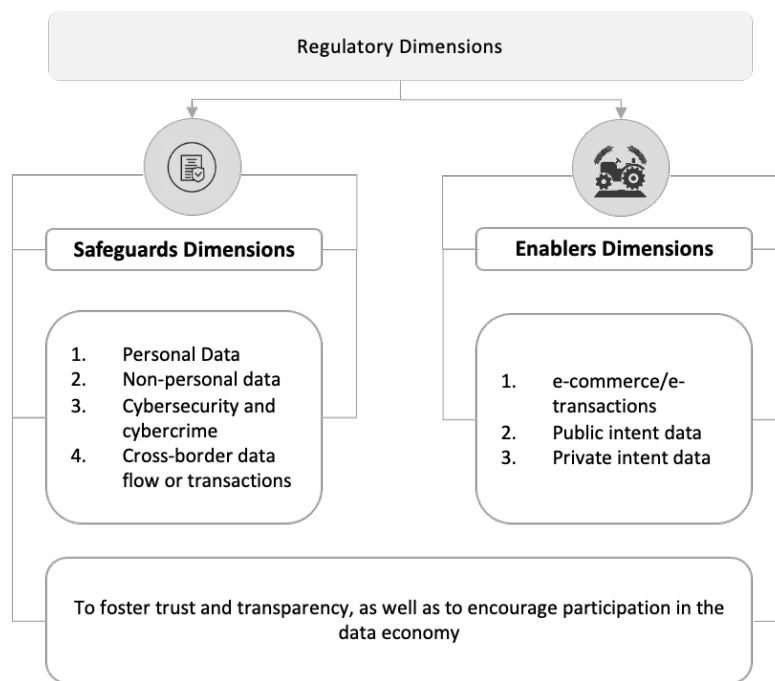 Regulatory Dimensions
Safeguards Dimensions
1. Personal Data
2. Non-personal data
3. Cybersecurity and
cybercrime
4. Cross-border data
flow or transactions
Enablers Dimensions
1. e-commerce/e-
transactions
2. Public intent data
3. Private intent data
To foster trust and transparency, as well as to encourage participation in the
data economy